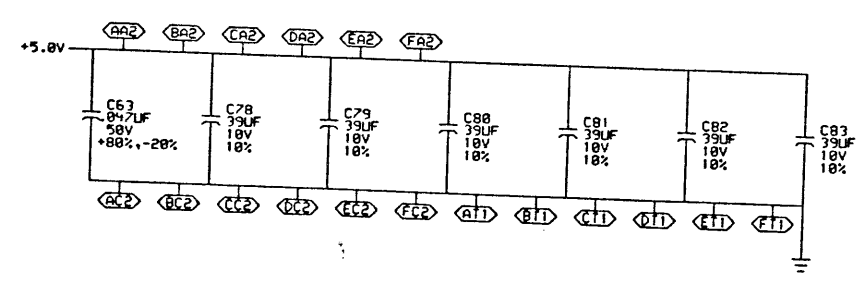 AA2 BA2 CA2 DA2 EA2 FA2
+5.0V
C63
.047UF
50V
+80%,-20%
C78
39UF
10V
10%
C79
39UF
10V
10%
C80
39UF
10V
10%
C81
39UF
10V
10%
C82
39UF
10V
10%
C83
39UF
10V
10%
AC2 BC2 CC2 DC2 EC2 FC2 AT1 BT1 CT1 DT1 ET1 FT1